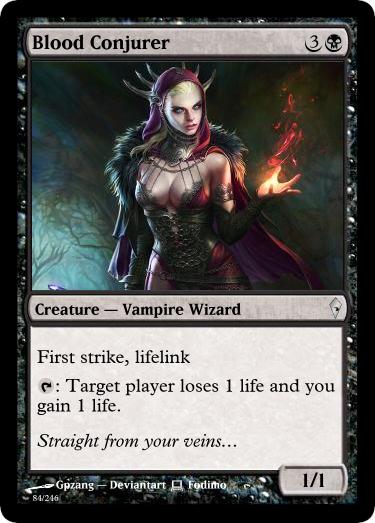 Blood Conjurer 3
Creature — Vampire Wizard
First strike, lifelink
: Target player loses 1 life and you
gain 1 life.
Straight from your veins...
1/1
Gpzang — Deviantart Fodimo
84/246